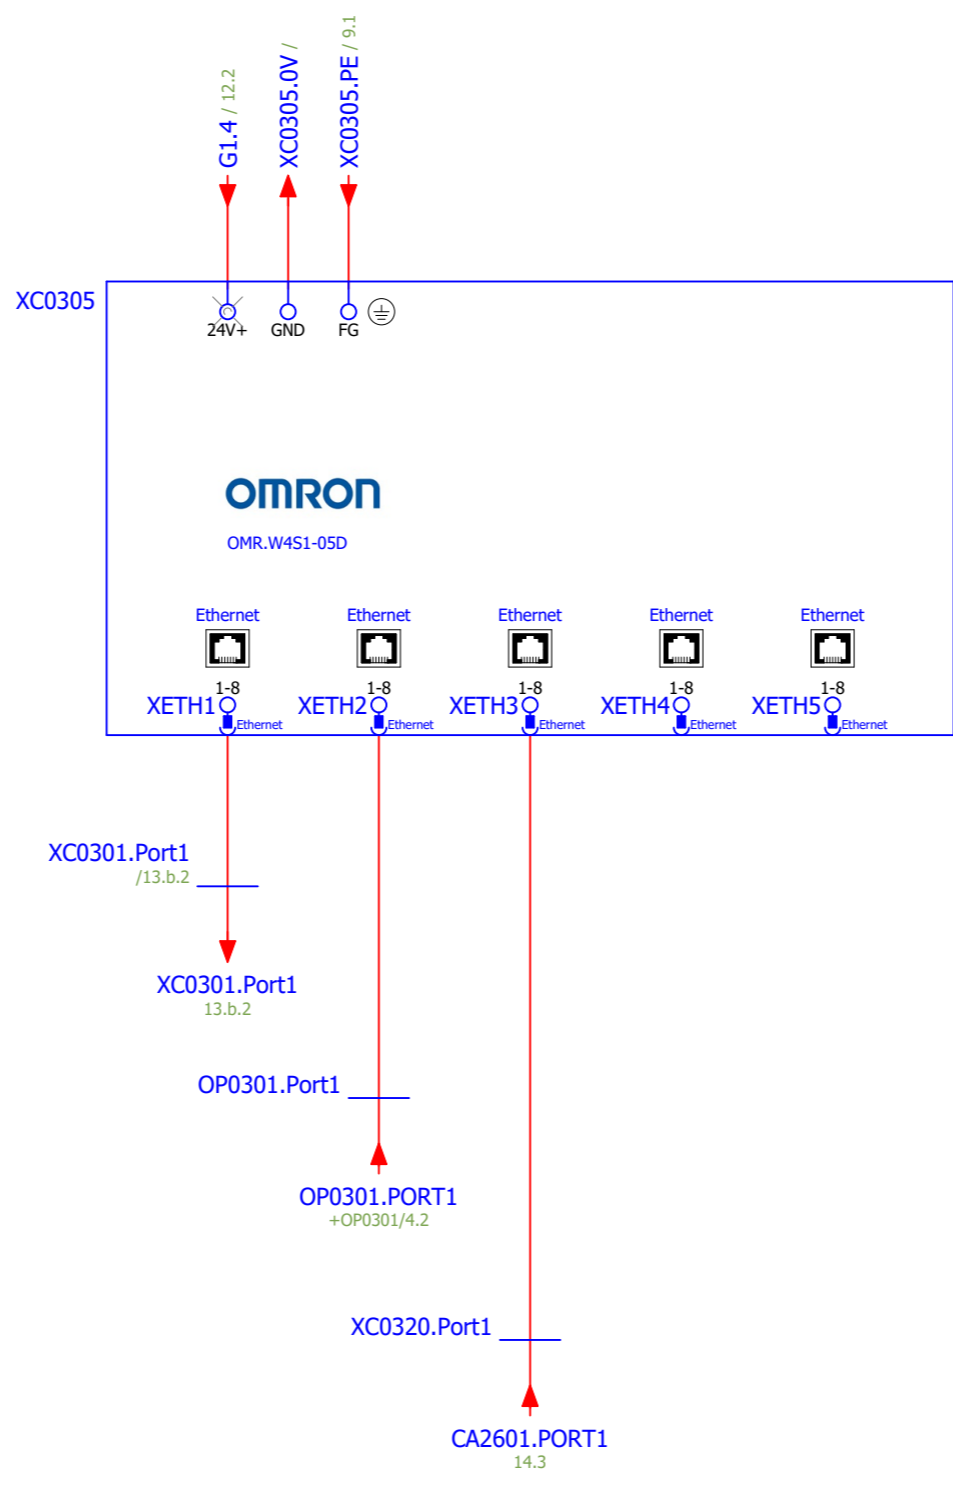 G1.4 / 12.2
XC0305.0V /
XC0305.PE / 9.1
XC0305
24V+ GND FG
OMRON
OMR.W4S1-05D
Ethernet Ethernet Ethernet Ethernet Ethernet
1-8 1-8 1-8 1-8 1-8
XETH1 XETH2 XETH3 XETH4 XETH5
Ethernet Ethernet Ethernet Ethernet Ethernet
XC0301.Port1
/13.b.2
XC0301.Port1
13.b.2
OP0301.Port1
OP0301.PORT1
+OP0301/4.2
XC0320.Port1
CA2601.PORT1
14.3